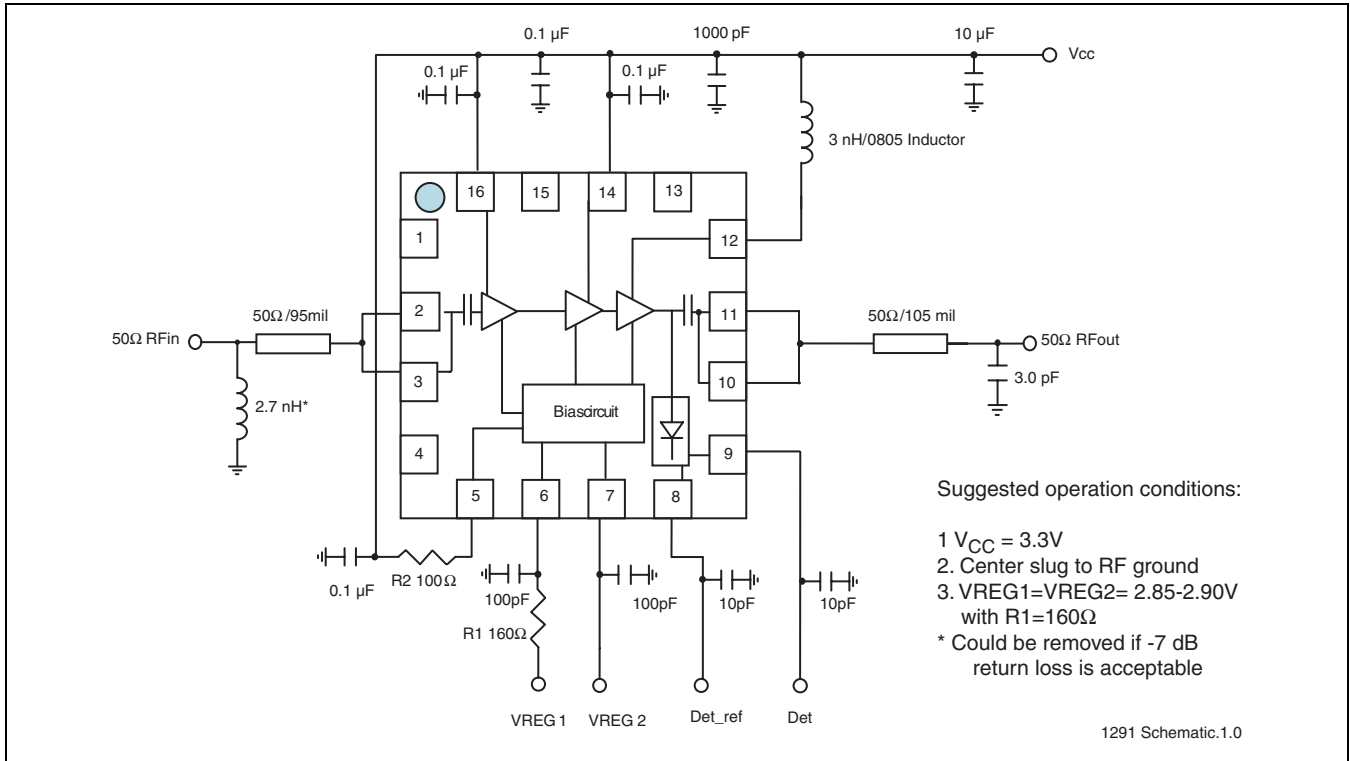 0.1 µF
1000 pF
10 µF
Vcc
0.1 µF
0.1 µF
3 nH/0805 Inductor
16
15
14
13
1
12
2
11
50Ω /95mil
50Ω/105 mil
50Ω RFin
50Ω RFout
3
10
3.0 pF
2.7 nH*
Biascircuit
4
9
5
6
7
8
R2 100Ω
0.1 µF
100pF
100pF
10pF
10pF
R1 160Ω
VREG 1
VREG 2
Det_ref
Det
Suggested operation conditions:
1 VCC = 3.3V
2. Center slug to RF ground
3. VREG1=VREG2= 2.85-2.90V
with R1=160Ω
* Could be removed if -7 dB
return loss is acceptable
1291 Schematic.1.0